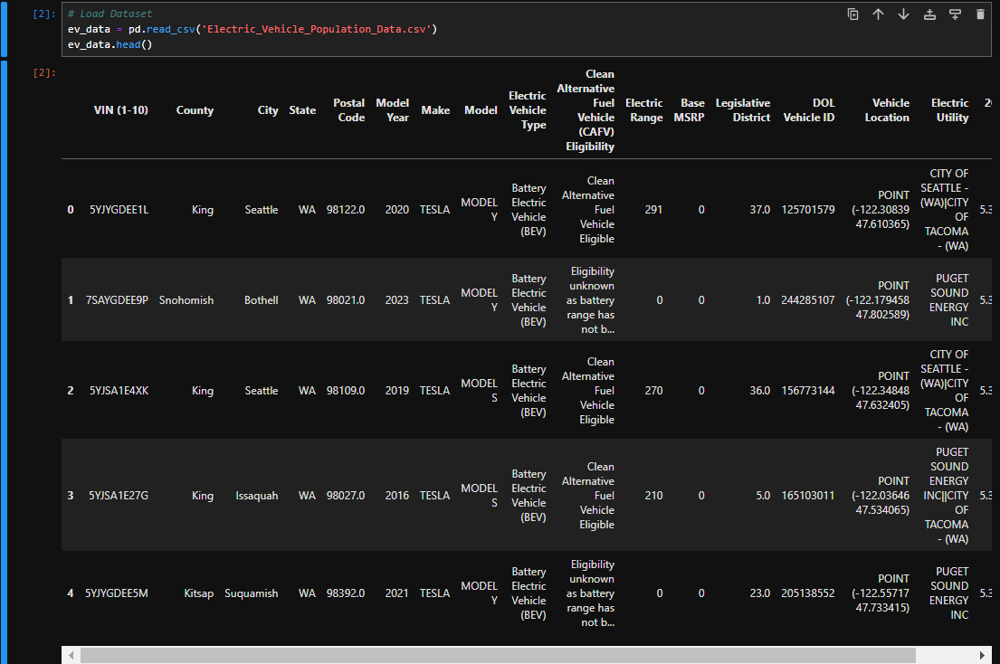 [2]: # Load Dataset
ev_data = pd.read_csv('Electric_Vehicle_Population_Data.csv')
ev_data.head()
[2]:
VIN (1-10) County City State Postal Code Model Year Make Model Electric Vehicle Type Clean Alternative Fuel Vehicle (CAFV) Eligibility Electric Range Base MSRP Legislative District DOL Vehicle ID Vehicle Location Electric Utility
0 5YJYGDEE1L King Seattle WA 98122.0 2020 TESLA MODEL Y Battery Electric Vehicle (BEV) Clean Alternative Fuel Vehicle Eligible 291 0 37.0 125701579 POINT (-122.30839 47.610365) CITY OF SEATTLE - (WA)|CITY OF TACOMA - (WA) 5.3
1 7SAYGDEE9P Snohomish Bothell WA 98021.0 2023 TESLA MODEL Y Battery Electric Vehicle (BEV) Eligibility unknown as battery range has not b... 0 0 1.0 244285107 POINT (-122.179458 47.802589) PUGET SOUND ENERGY INC 5.3
2 5YJSA1E4XK King Seattle WA 98109.0 2019 TESLA MODEL S Battery Electric Vehicle (BEV) Clean Alternative Fuel Vehicle Eligible 270 0 36.0 156773144 POINT (-122.34848 47.632405) CITY OF SEATTLE - (WA)|CITY OF TACOMA - (WA) 5.3
3 5YJSA1E27G King Issaquah WA 98027.0 2016 TESLA MODEL S Battery Electric Vehicle (BEV) Clean Alternative Fuel Vehicle Eligible 210 0 5.0 165103011 POINT (-122.03646 47.534065) PUGET SOUND ENERGY INC||CITY OF TACOMA - (WA) 5.3
4 5YJYGDEE5M Kitsap Suquamish WA 98392.0 2021 TESLA MODEL Y Battery Electric Vehicle (BEV) Eligibility unknown as battery range has not b... 0 0 23.0 205138552 POINT (-122.55717 47.733415) PUGET SOUND ENERGY INC 5.3